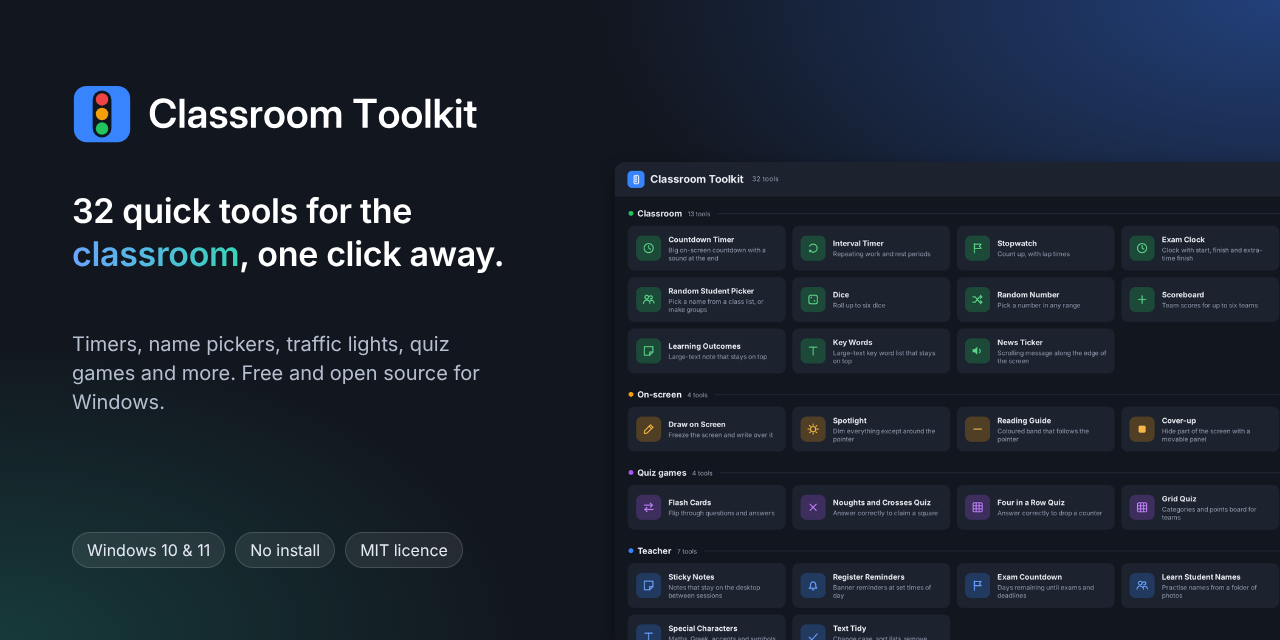 Classroom Toolkit
32 quick tools for the
classroom, one click away.
Timers, name pickers, traffic lights, quiz
games and more. Free and open source for
Windows.
Windows 10 & 11
No install
MIT licence
Classroom Toolkit 32 tools
Classroom 13 tools
Countdown Timer
Big on-screen countdown with a
sound at the end
Interval Timer
Repeating work and rest periods
Stopwatch
Count up, with lap times
Exam Clock
Clock with start, finish and extra-
time finish
Random Student Picker
Pick a name from a class list, or
make groups
Dice
Roll up to six dice
Random Number
Pick a number in any range
Scoreboard
Team scores for up to six teams
Learning Outcomes
Large-text note that stays on top
Key Words
Large-text key word list that stays
on top
News Ticker
Scrolling message along the edge of
the screen
On-screen 4 tools
Draw on Screen
Freeze the screen and write over it
Spotlight
Dim everything except around the
pointer
Reading Guide
Coloured band that follows the
pointer
Cover-up
Hide part of the screen with a
movable panel
Quiz games 4 tools
Flash Cards
Flip through questions and answers
Noughts and Crosses Quiz
Answer correctly to claim a square
Four in a Row Quiz
Answer correctly to drop a counter
Grid Quiz
Categories and points board for
teams
Teacher 7 tools
Sticky Notes
Notes that stay on the desktop
between sessions
Register Reminders
Banner reminders at set times of
day
Exam Countdown
Days remaining until exams and
deadlines
Learn Student Names
Practise names from a folder of
photos
Special Characters
Maths, Greek, accents and symbols
Text Tidy
Change case, sort lists, remove